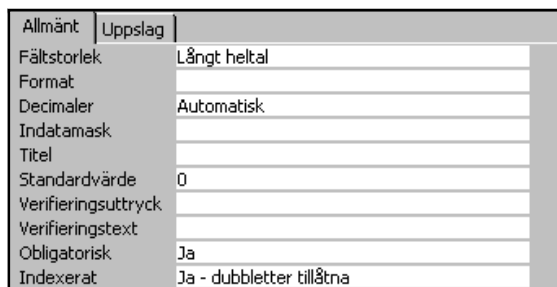 Allmänt Uppslag
Fältstorlek Långt heltal
Format
Decimaler Automatisk
Indatamask
Titel
Standardvärde 0
Verifieringsuttryck
Verifieringstext
Obligatorisk Ja
Indexerat Ja - dubbletter tillåtna